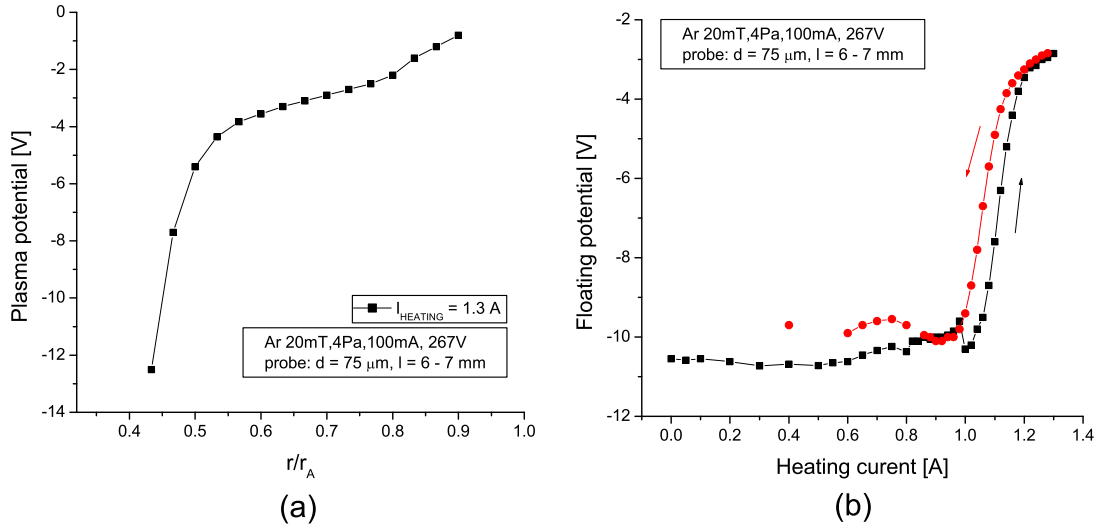 0
-2
-4
-6
-8
-10
-12
-14
Plasma potential [V]
I HEATING = 1.3 A
Ar 20mT,4Pa,100mA, 267V
probe: d = 75 μm, l = 6 - 7 mm
0.4 0.5 0.6 0.7 0.8 0.9 1.0
r/rA
(a)
-2
-4
-6
-8
-10
-12
Floating potential [V]
Ar 20mT,4Pa,100mA, 267V
probe: d = 75 μm, l = 6 - 7 mm
0.0 0.2 0.4 0.6 0.8 1.0 1.2 1.4
Heating curent [A]
(b)